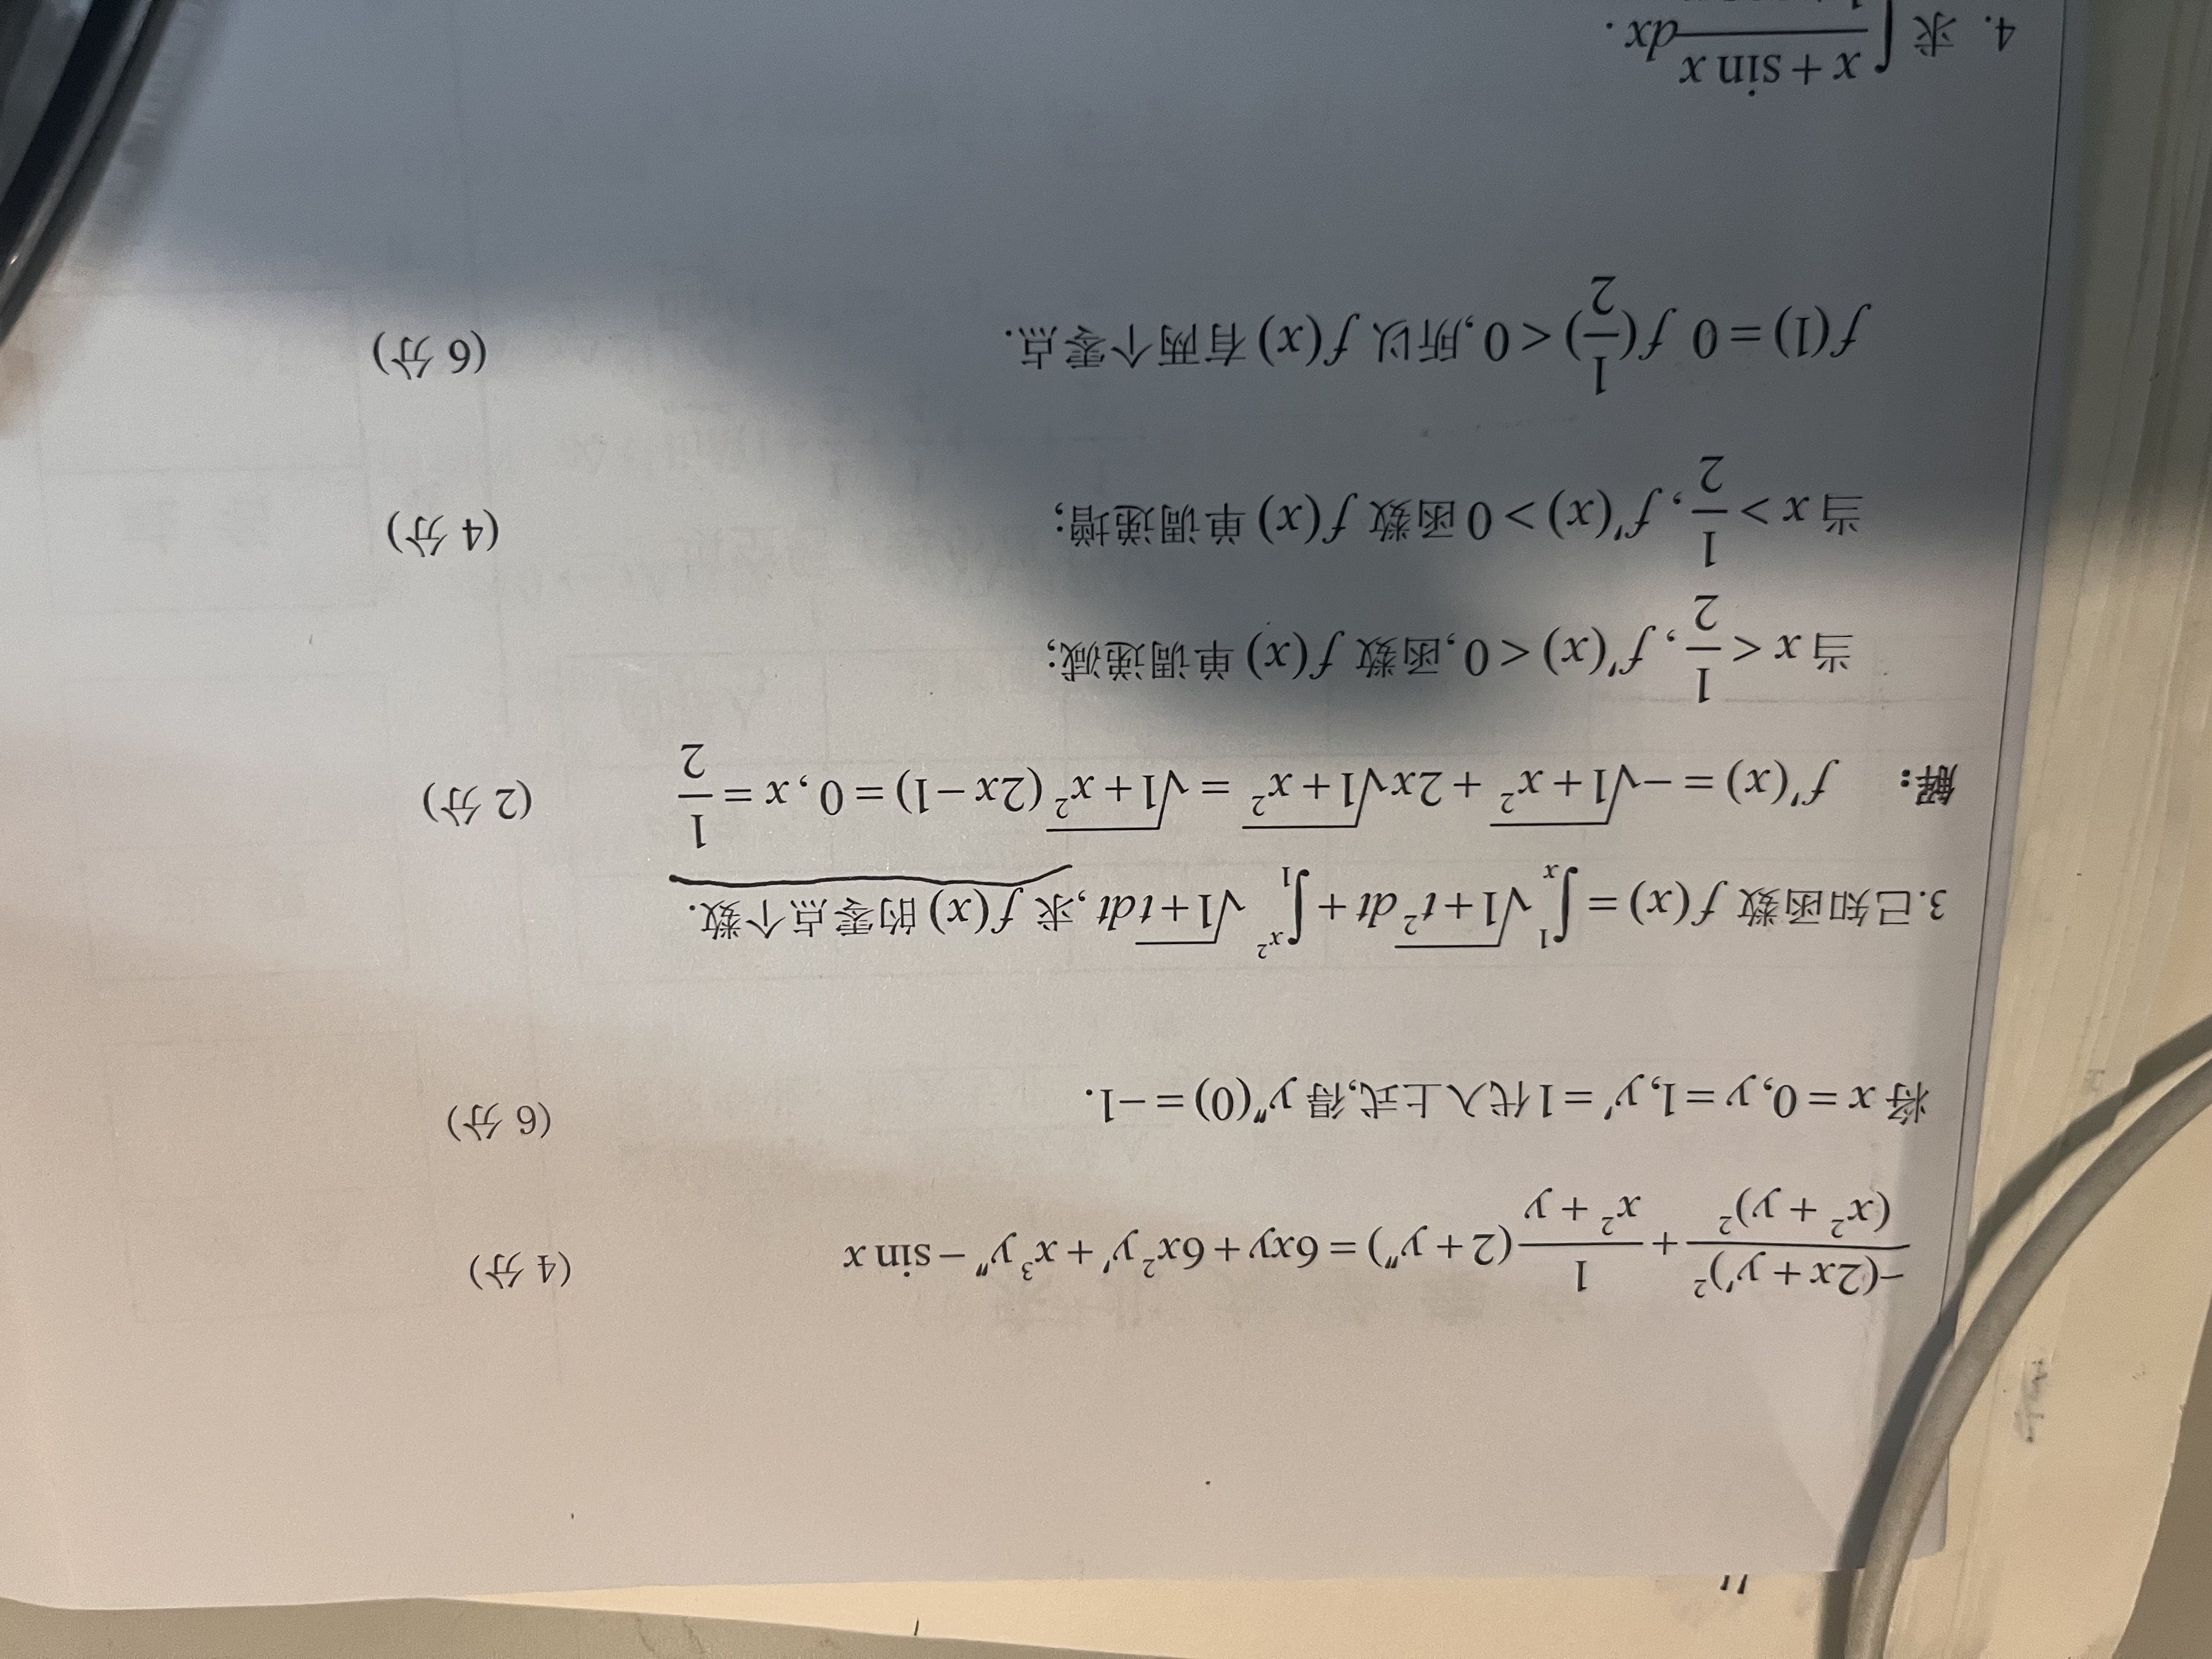 $\frac{-(2x+y')^2}{(x^2+y)^2}+\frac{1}{x^2+y}(2+y'')=6xy+6x^2y'+x^3y''-\sin x$ (4 分)
将 $x=0,y=1,y'=1$ 代入上式,得 $y''(0)=-1$. (6 分)
3.已知函数 $f(x)=\int_x^1\sqrt{1+t^2}dt+\int_1^{x^2}\sqrt{1+t}dt$,求 $f(x)$ 的零点个数.
解: $f'(x)=-\sqrt{1+x^2}+2x\sqrt{1+x^2}=\sqrt{1+x^2}(2x-1)=0,x=\frac{1}{2}$ (2 分)
当 $x<\frac{1}{2},f'(x)<0$,函数 $f(x)$ 单调递减;
当 $x>\frac{1}{2},f'(x)>0$ 函数 $f(x)$ 单调递增; (4 分)
$f(1)=0\ f(\frac{1}{2})<0$,所以 $f(x)$ 有两个零点. (6 分)
4. 求 $\int\frac{x+\sin x}{}dx$.